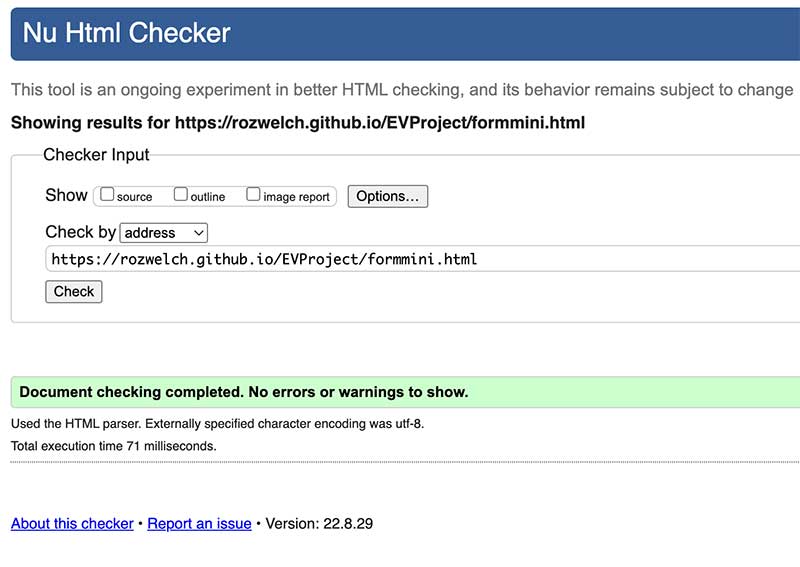 Nu Html Checker
This tool is an ongoing experiment in better HTML checking, and its behavior remains subject to change
Showing results for https://rozwelch.github.io/EVProject/formmini.html
Checker Input
Show source outline image report Options...
Check by address
https://rozwelch.github.io/EVProject/formmini.html
Check
Document checking completed. No errors or warnings to show.
Used the HTML parser. Externally specified character encoding was utf-8.
Total execution time 71 milliseconds.
About this checker • Report an issue • Version: 22.8.29